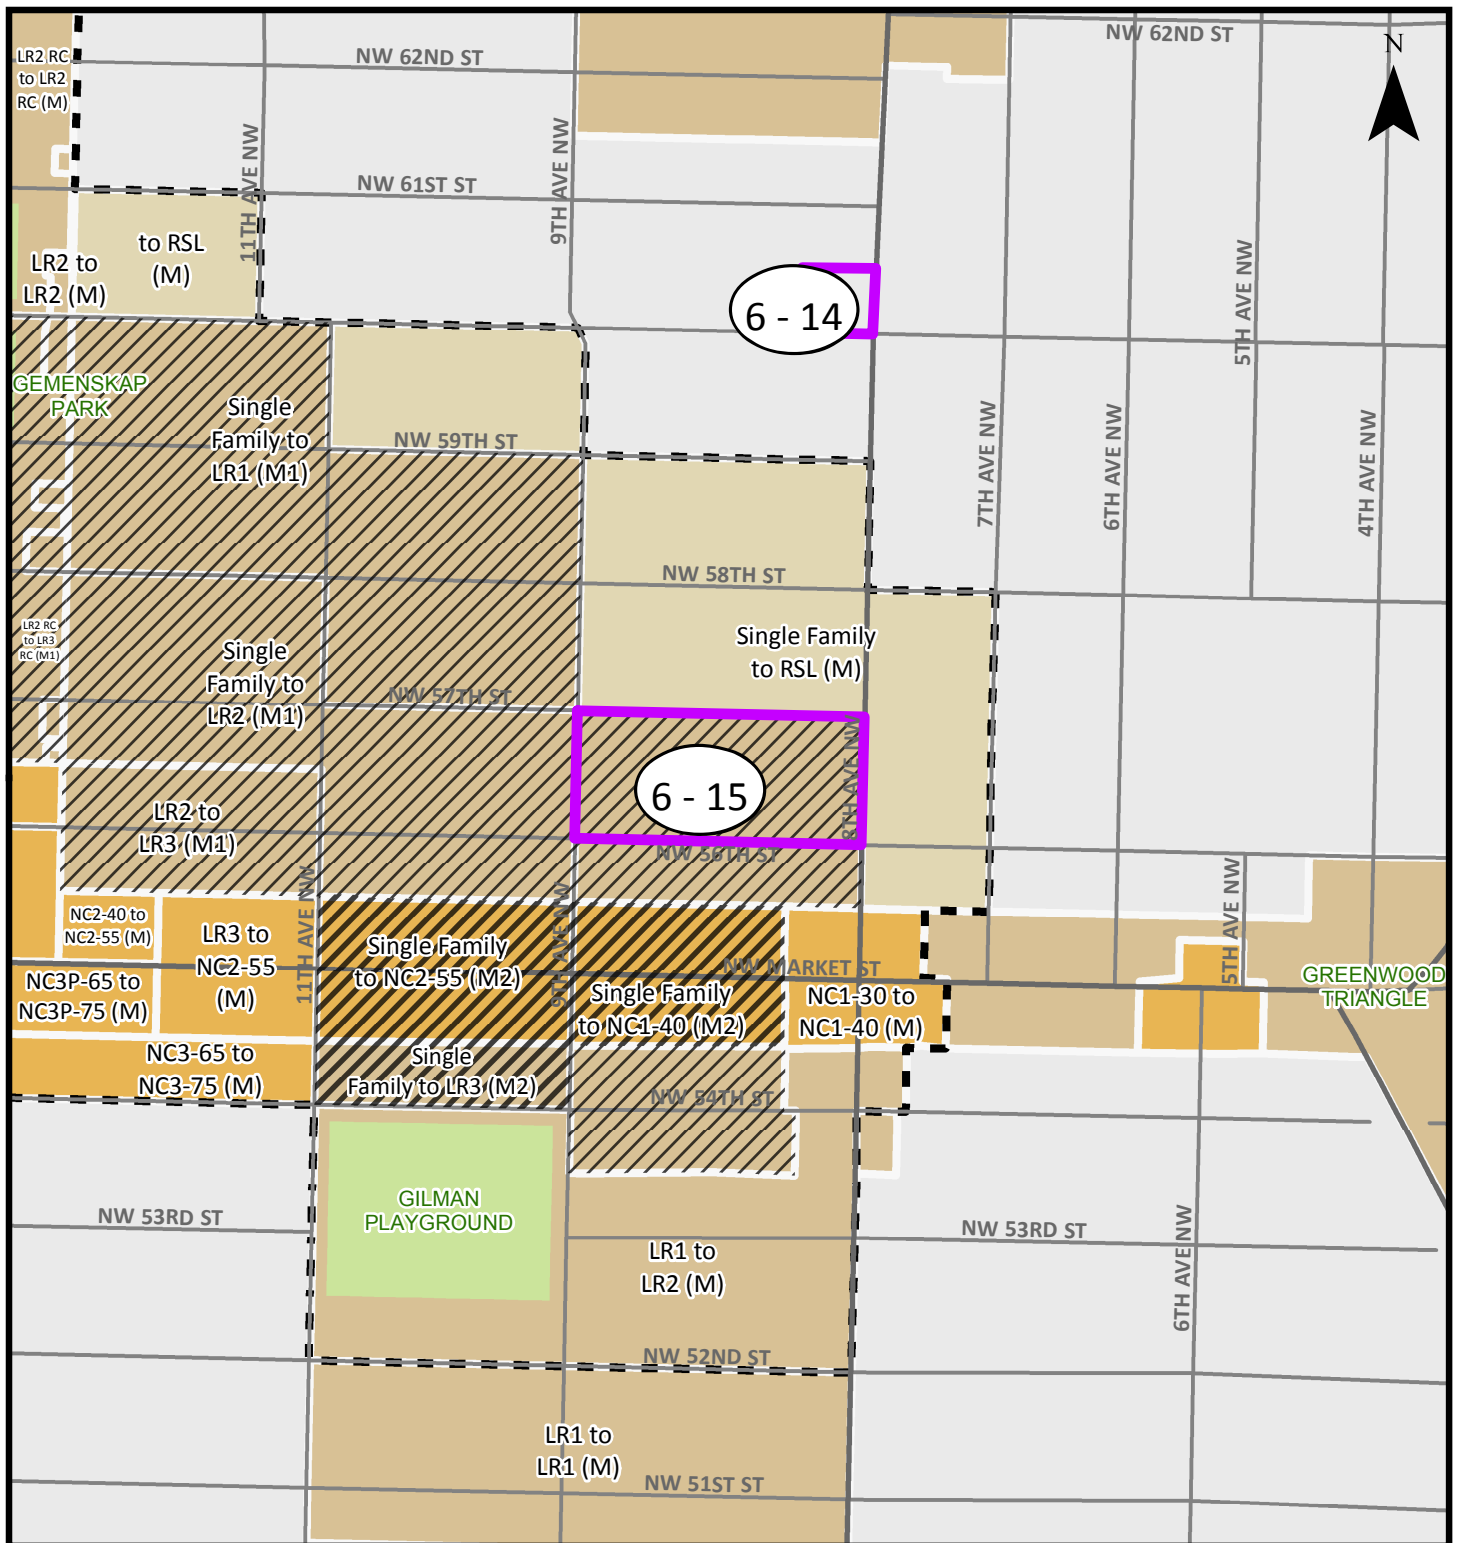 NW 62ND ST
NW 62ND ST
N
LR2 RC
to LR2
RC (M)
11TH AVE NW
9TH AVE NW
NW 61ST ST
to RSL
(M)
LR2 to
LR2 (M)
6 - 14
5TH AVE NW
GEMENSKAP
PARK
Single
Family to
LR1 (M1)
NW 59TH ST
7TH AVE NW
6TH AVE NW
4TH AVE NW
NW 58TH ST
LR2 RC
to LR3
RC (M1)
Single
Family to
LR2 (M1)
Single Family
to RSL (M)
NW 57TH ST
8TH AVE NW
6 - 15
LR2 to
LR3 (M1)
NW 56TH ST
NC2-40 to
NC2-55 (M)
LR3 to
NC2-55
(M)
11TH AVE NW
Single Family
to NC2-55 (M2)
9TH AVE NW
NW MARKET ST
5TH AVE NW
GREENWOOD
TRIANGLE
NC3P-65 to
NC3P-75 (M)
Single Family
to NC1-40 (M2)
NC1-30 to
NC1-40 (M)
NC3-65 to
NC3-75 (M)
Single
Family to LR3 (M2)
NW 54TH ST
GILMAN
PLAYGROUND
NW 53RD ST
NW 53RD ST
LR1 to
LR2 (M)
6TH AVE NW
NW 52ND ST
LR1 to
LR1 (M)
NW 51ST ST